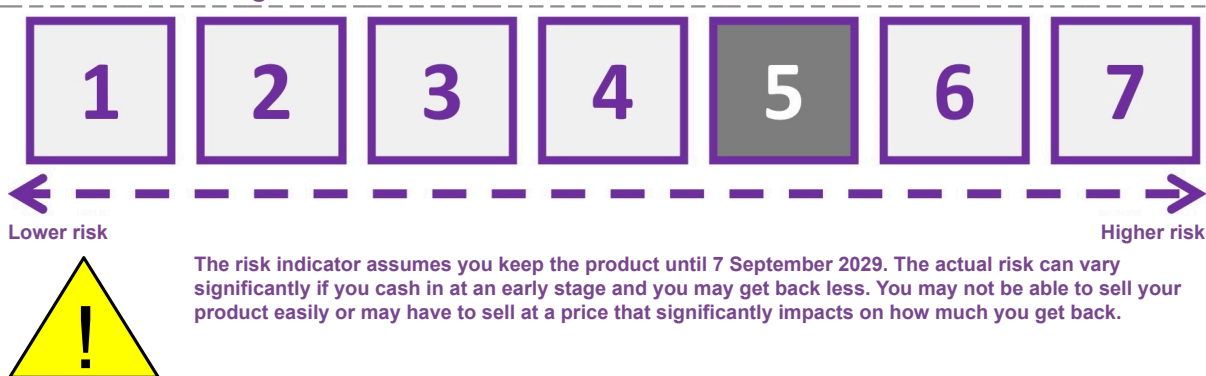 1 2 3 4 5 6 7
Lower risk Higher risk
The risk indicator assumes you keep the product until 7 September 2029. The actual risk can vary
significantly if you cash in at an early stage and you may get back less. You may not be able to sell your
product easily or may have to sell at a price that significantly impacts on how much you get back.
!